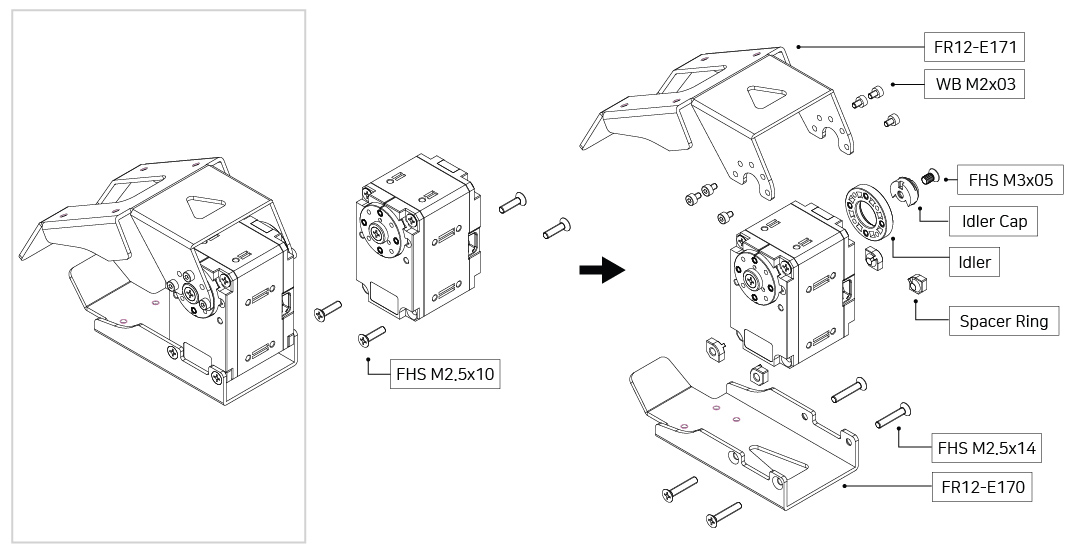 FR12-E171
WB M2x03
FHS M3x05
Idler Cap
Idler
Spacer Ring
FHS M2.5x10
FHS M2.5x14
FR12-E170